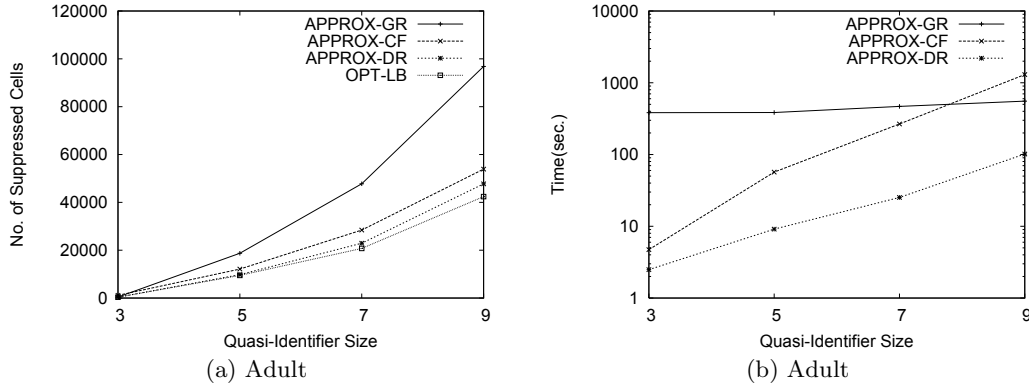 120000
100000
80000
60000
40000
20000
0
No. of Suppressed Cells
APPROX-GR
APPROX-CF
APPROX-DR
OPT-LB
3 5 7 9
Quasi-Identifier Size
(a) Adult
10000
1000
100
10
1
Time(sec.)
APPROX-GR
APPROX-CF
APPROX-DR
3 5 7 9
Quasi-Identifier Size
(b) Adult